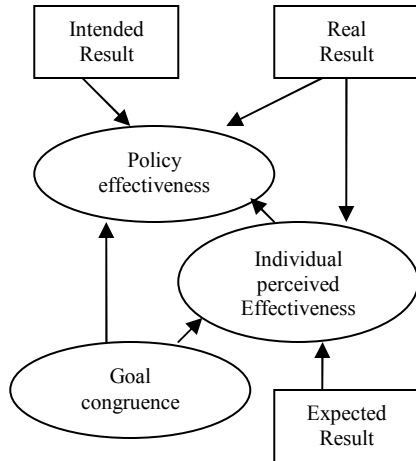 Intended
Result
Real
Result
Policy
effectiveness
Individual
perceived
Effectiveness
Goal
congruence
Expected
Result